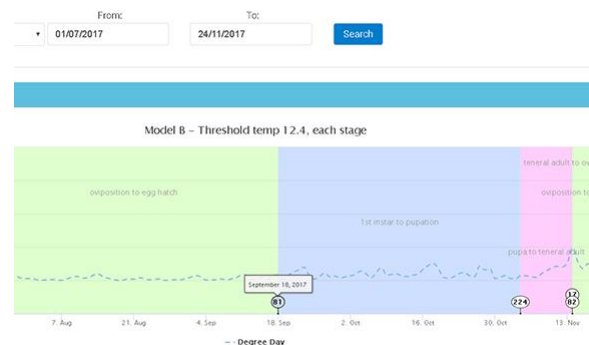 From:
To:
01/07/2017
24/11/2017
Search
Model B – Threshold temp 12.4, each stage
teneral adult to ov
oviposition to egg hatch
oviposition to
1st instar to pupation
pupa to teneral adult
September 18, 2017
81
224
17
82
7. Aug
21. Aug
4. Sep
18. Sep
2. Oct
16. Oct
30. Oct
13. Nov
Degree Day